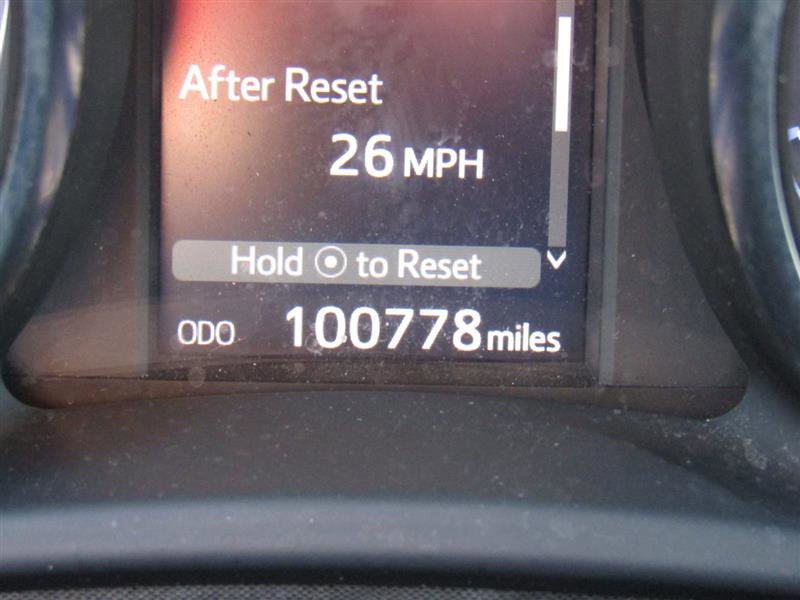 After Reset
26 MPH
Hold to Reset
ODO 100778 miles